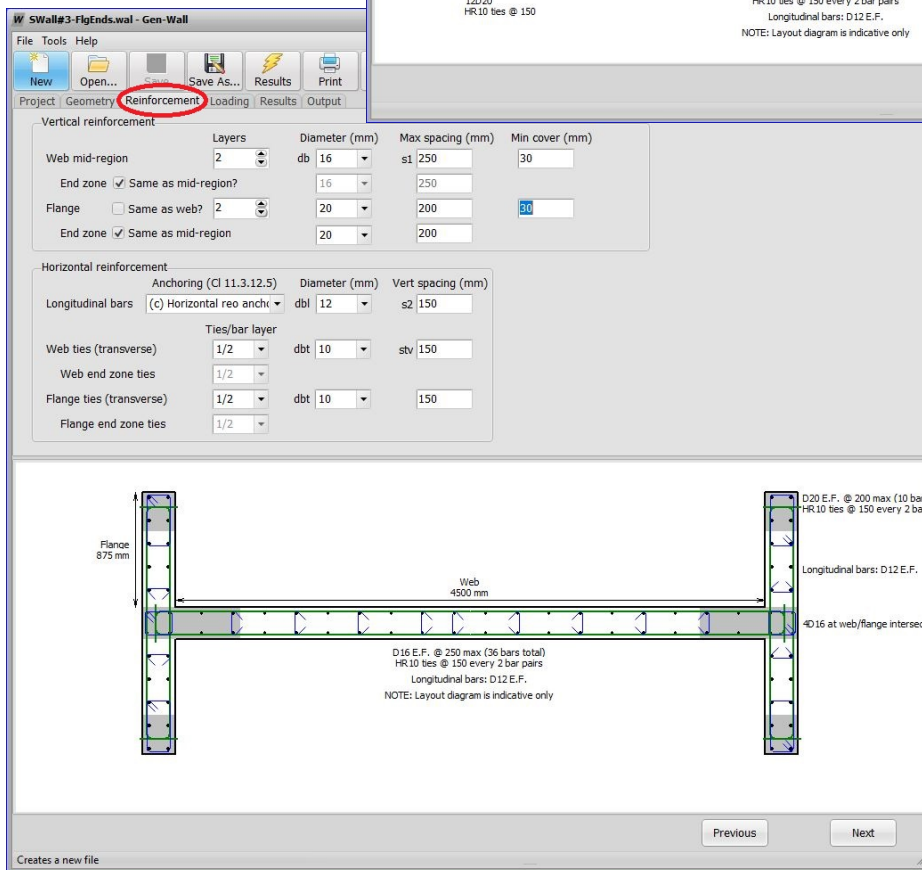 12D20
HR10 ties @ 150
HR10 ties @ 150 every 2 bar pairs
Longitudinal bars: D12 E.F.
NOTE: Layout diagram is indicative only
W SWall#3-FlgEnds.wal - Gen-Wall
File Tools Help
New Open... Save Save As... Results Print
Project Geometry Reinforcement Loading Results Output
Vertical reinforcement
Layers Diameter (mm) Max spacing (mm) Min cover (mm)
Web mid-region 2 db 16 s1 250 30
End zone Same as mid-region? 16 250
Flange Same as web? 2 20 200 30
End zone Same as mid-region 20 200
Horizontal reinforcement
Anchoring (Cl 11.3.12.5) Diameter (mm) Vert spacing (mm)
Longitudinal bars (c) Horizontal reo anch dbl 12 s2 150
Ties/bar layer
Web ties (transverse) 1/2 dbt 10 stv 150
Web end zone ties 1/2
Flange ties (transverse) 1/2 dbt 10 150
Flange end zone ties 1/2
D20 E.F. @ 200 max (10 bar
HR10 ties @ 150 every 2 ba
Flange
875 mm
Longitudinal bars: D12 E.F.
Web
4500 mm
4D16 at web/flange intersec
D16 E.F. @ 250 max (36 bars total)
HR10 ties @ 150 every 2 bar pairs
Longitudinal bars: D12 E.F.
NOTE: Layout diagram is indicative only
Previous Next
Creates a new file